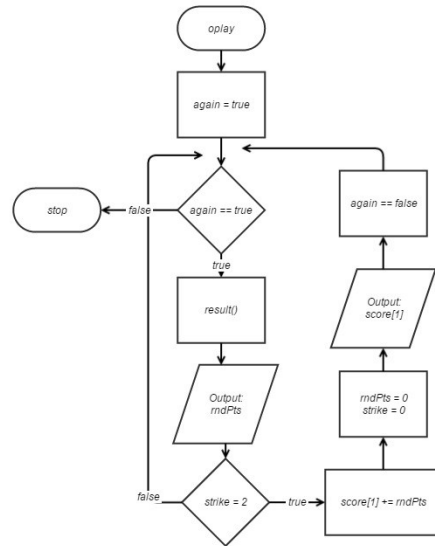 oplay
again = true
again == true
false
stop
true
result()
Output:
rndPts
strike = 2
false
true
score[1] += rndPts
rndPts = 0
strike = 0
Output:
score[1]
again == false